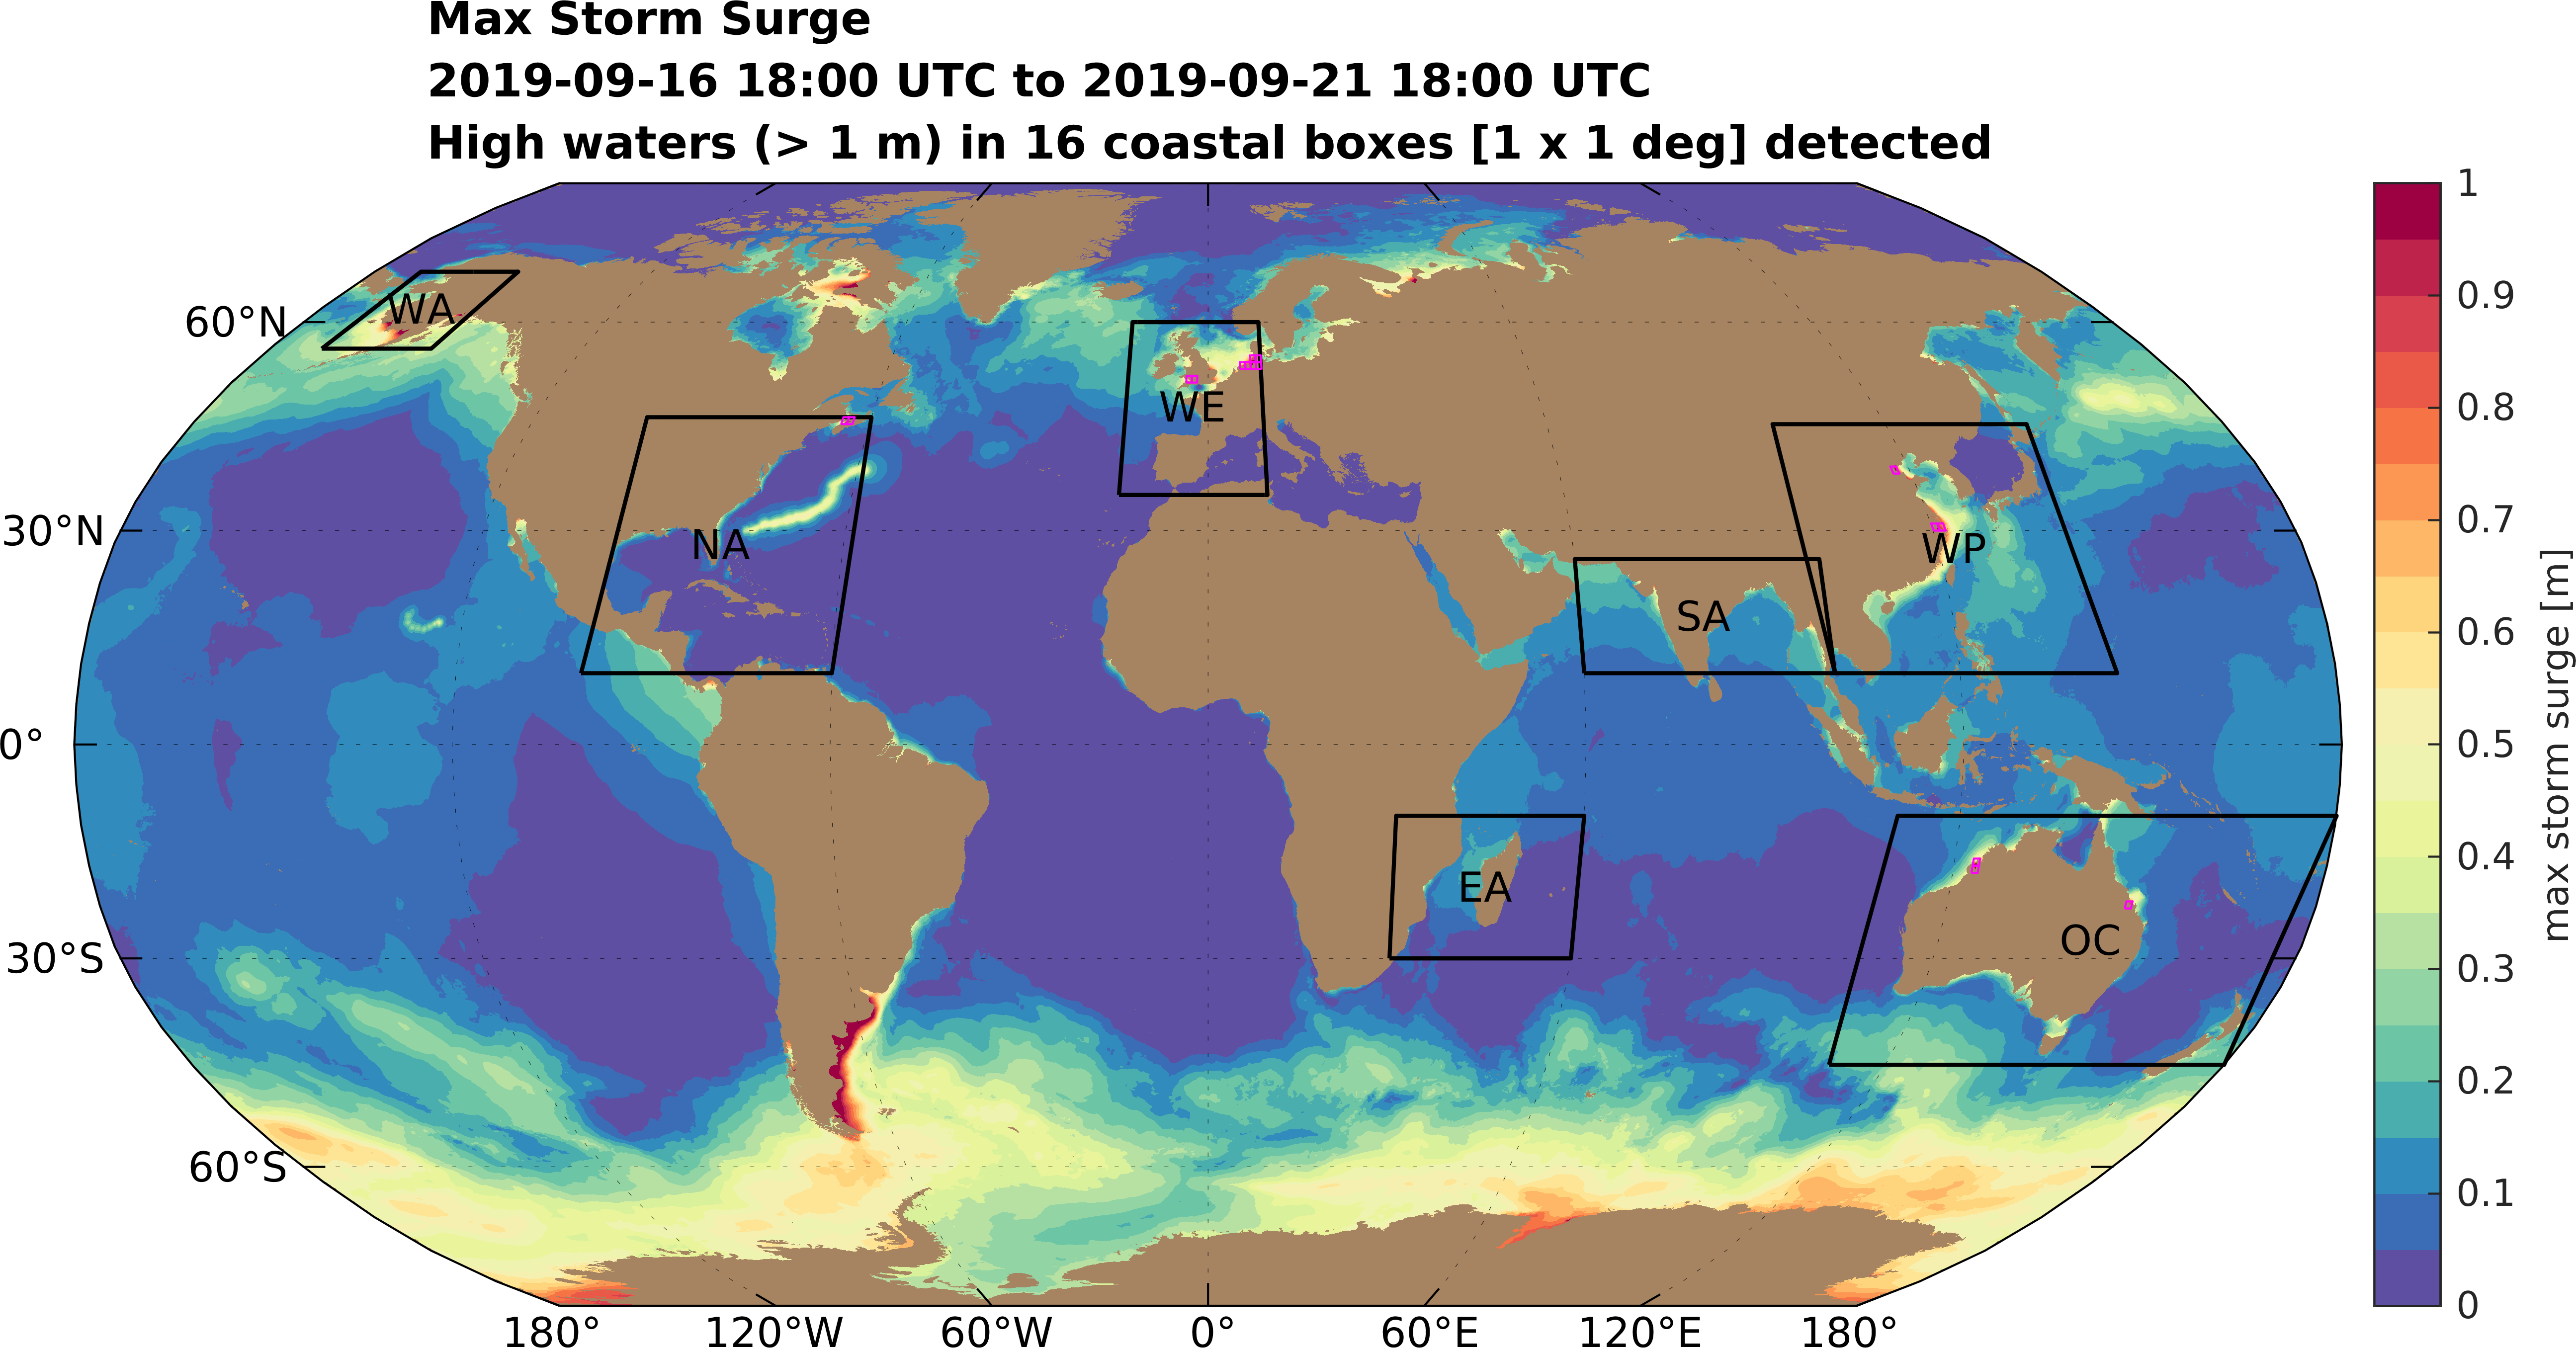 Max Storm Surge
2019-09-16 18:00 UTC to 2019-09-21 18:00 UTC
High waters (> 1 m) in 16 coastal boxes [1 x 1 deg] detected
60°N
30°N
0°
30°S
60°S
WA
NA
WE
SA
WP
EA
OC
180°
120°W
60°W
0°
60°E
120°E
180°
1
0.9
0.8
0.7
0.6
0.5
0.4
0.3
0.2
0.1
0
max storm surge [m]